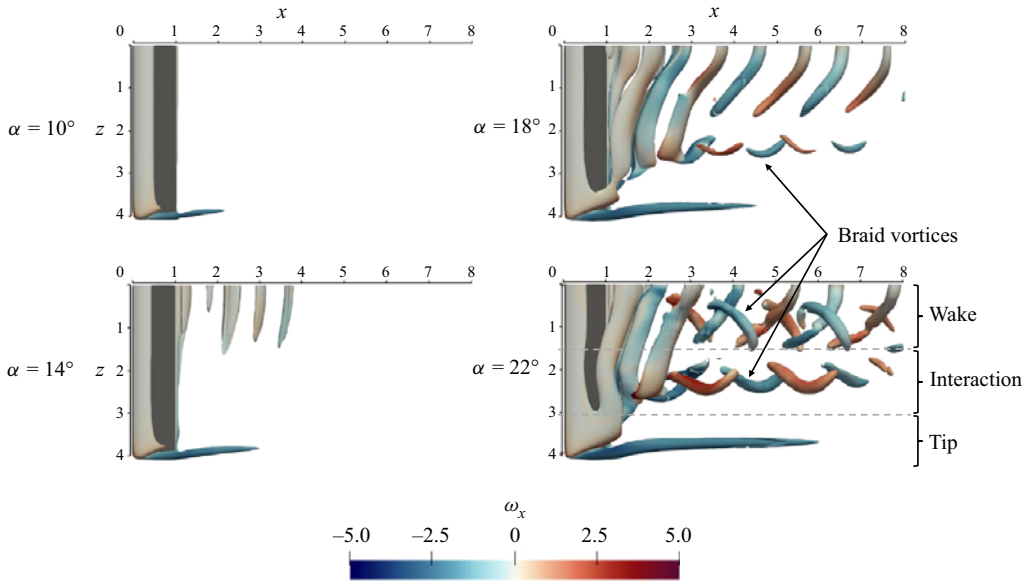 x
0 1 2 3 4 5 6 7 8
1
2
3
4
α = 10° z
x
0 1 2 3 4 5 6 7 8
1
2
3
4
α = 18°
Braid vortices
0 1 2 3 4 5 6 7 8
1
2
3
4
α = 14° z
0 1 2 3 4 5 6 7 8
1
2
3
4
α = 22°
Wake
Interaction
Tip
ωx
–5.0 –2.5 0 2.5 5.0